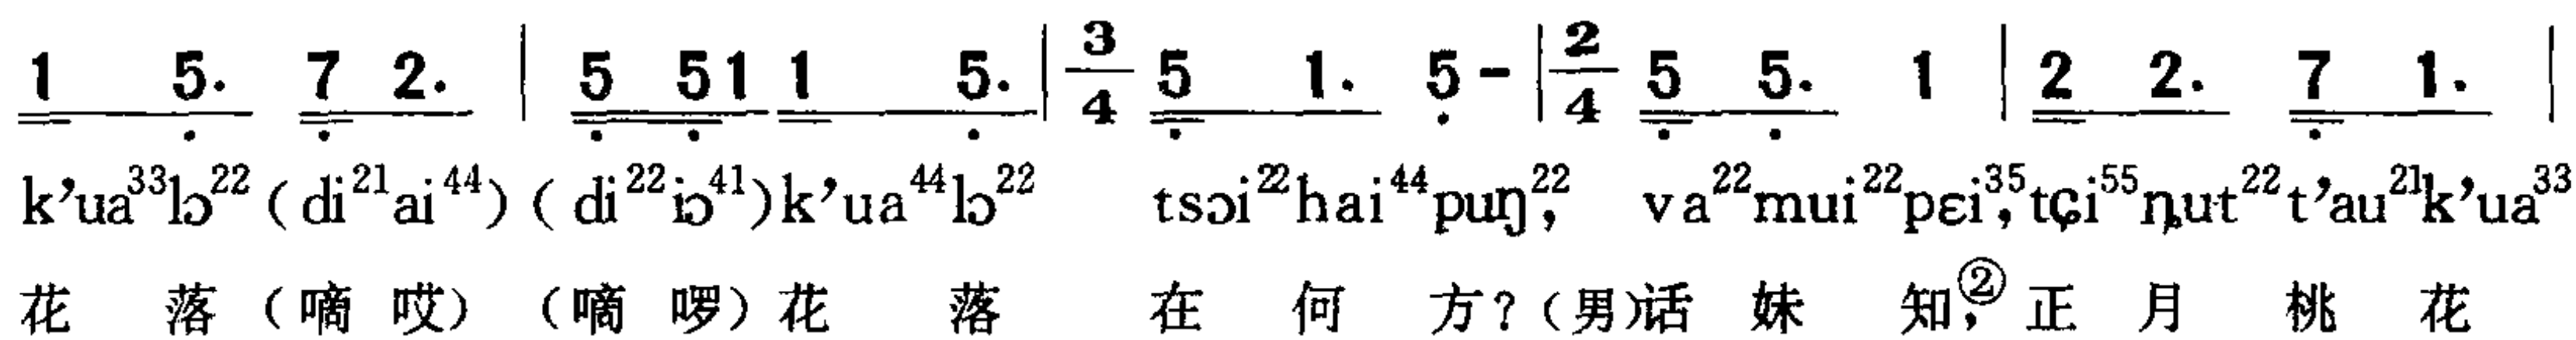 1 5. 7 2. | 5 51 1 5. | 3/4 5 1. 5 - | 2/4 5 5. 1 | 2 2. 7 1. |
k’ua³³lɔ²² (di²¹ai⁴⁴) (di²²iɔ⁴¹)k’ua⁴⁴lɔ²² tsɔi²²hai⁴⁴puŋ²², va²²mui²²pɛi³⁵, tɕi⁵⁵ȵut²²t’au²¹k’ua³³
花 落（嘀 哎）（嘀 啰）花 落 在 何 方？（男）话 妹 知，② 正 月 桃 花